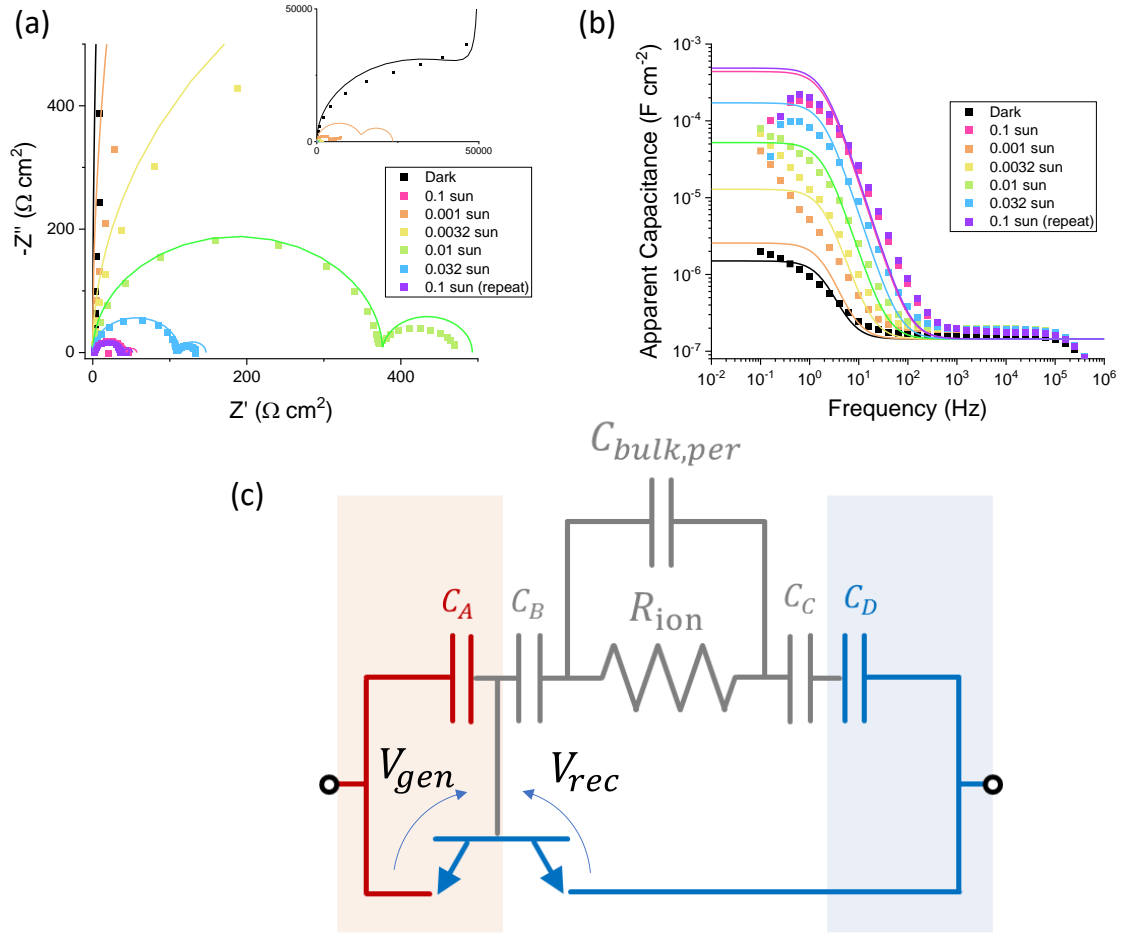 (a)
50000
0
0
50000
400
200
0
-Z'' (Ω cm²)
Dark
0.1 sun
0.001 sun
0.0032 sun
0.01 sun
0.032 sun
0.1 sun (repeat)
0
200
400
Z' (Ω cm²)
(b)
10⁻³
10⁻⁴
10⁻⁵
10⁻⁶
10⁻⁷
Apparent Capacitance (F cm⁻²)
Dark
0.1 sun
0.001 sun
0.0032 sun
0.01 sun
0.032 sun
0.1 sun (repeat)
10⁻² 10⁻¹ 10⁰ 10¹ 10² 10³ 10⁴ 10⁵ 10⁶
Frequency (Hz)
(c)
C_bulk,per
C_A C_B R_ion C_C C_D
V_gen V_rec